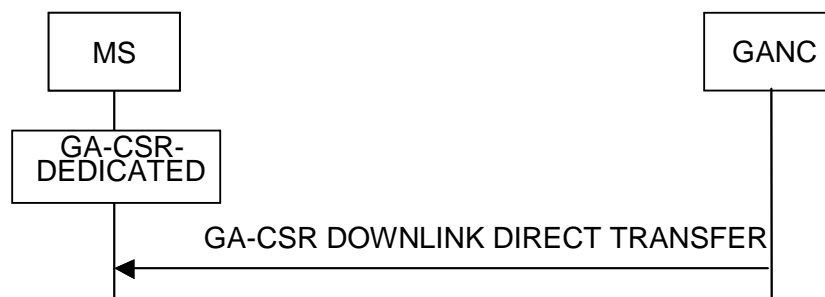 MS
GANC
GA-CSR-
DEDICATED
GA-CSR DOWNLINK DIRECT TRANSFER